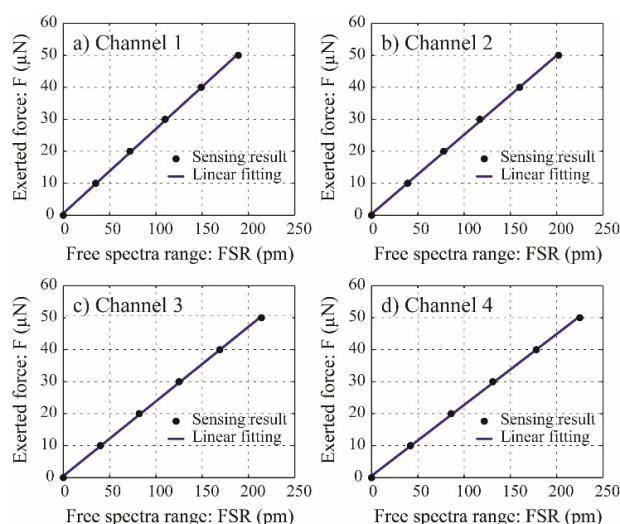 60
50
40
30
20
10
0
Exerted force: F (μN)
a) Channel 1
Sensing result
Linear fitting
0 50 100 150 200 250
Free spectra range: FSR (pm)
60
50
40
30
20
10
0
Exerted force: F (μN)
b) Channel 2
Sensing result
Linear fitting
0 50 100 150 200 250
Free spectra range: FSR (pm)
60
50
40
30
20
10
0
Exerted force: F (μN)
c) Channel 3
Sensing result
Linear fitting
0 50 100 150 200 250
Free spectra range: FSR (pm)
60
50
40
30
20
10
0
Exerted force: F (μN)
d) Channel 4
Sensing result
Linear fitting
0 50 100 150 200 250
Free spectra range: FSR (pm)